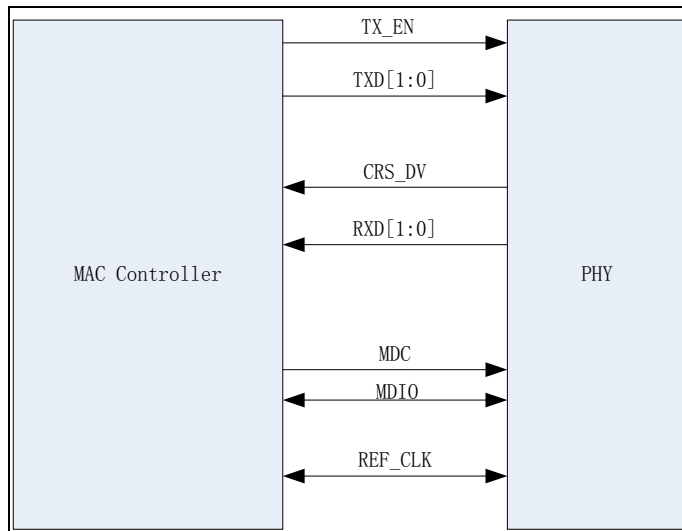 TX_EN
TXD[1:0]
CRS_DV
RXD[1:0]
MAC Controller
PHY
MDC
MDIO
REF_CLK